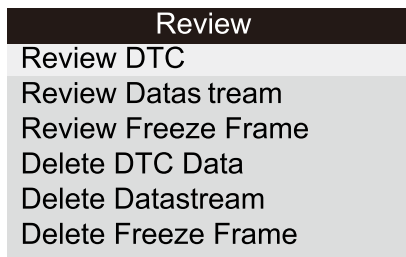 Review
Review DTC
Review Datas tream
Review Freeze Frame
Delete DTC Data
Delete Datastream
Delete Freeze Frame